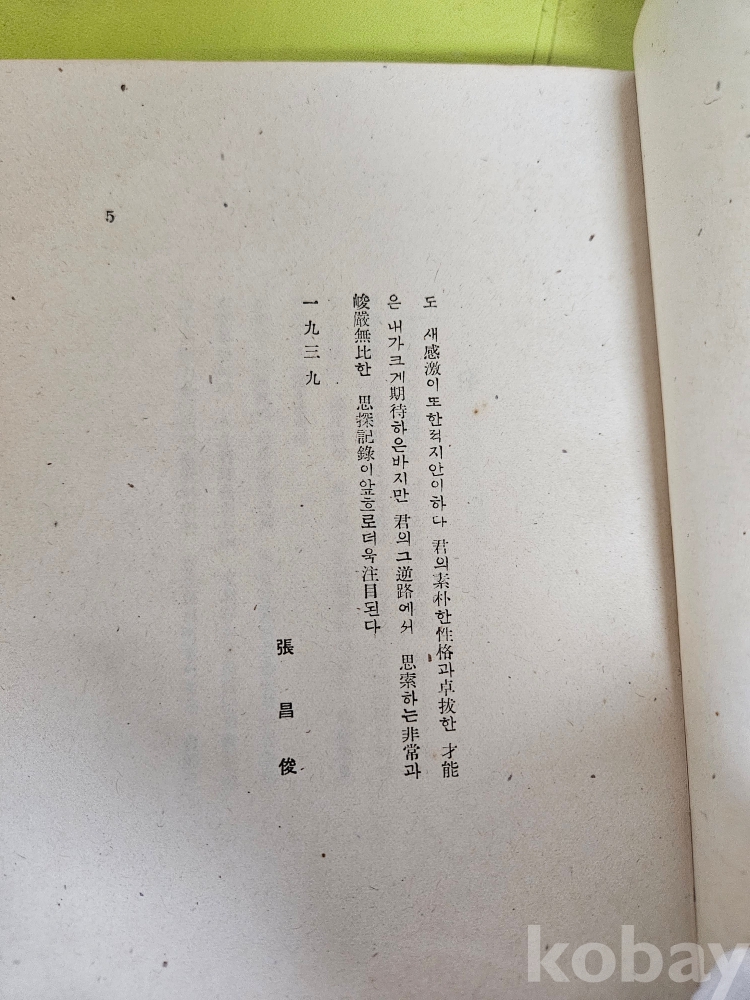 도 새感激이또한적지안이하다 君의素朴한性格과卓拔한 才能
은 내가크게期待하은바지만 君의그逆路에서 思索하는非常과
峻嚴無比한 思探記錄이앞흐로더욱注目된다
一九三九
張昌俊
5
kobay